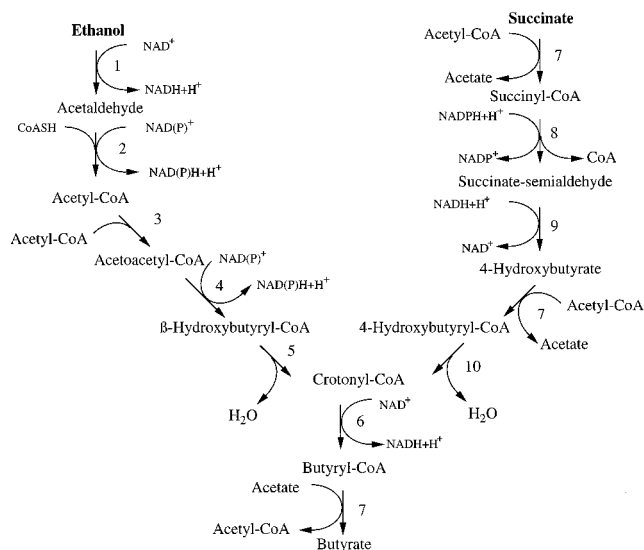 Ethanol
NAD+
1
NADH+H+
Acetaldehyde
CoASH
NAD(P)+
2
NAD(P)H+H+
Acetyl-CoA
3
Acetyl-CoA
Acetoacetyl-CoA
NAD(P)+
4
NAD(P)H+H+
ß-Hydroxybutyryl-CoA
5
H2O
Succinate
Acetyl-CoA
7
Acetate
Succinyl-CoA
NADPH+H+
8
NADP+
CoA
Succinate-semialdehyde
NADH+H+
9
NAD+
4-Hydroxybutyrate
Acetyl-CoA
7
4-Hydroxybutyryl-CoA
Acetate
10
H2O
Crotonyl-CoA
NAD+
6
NADH+H+
Butyryl-CoA
Acetate
7
Acetyl-CoA
Butyrate